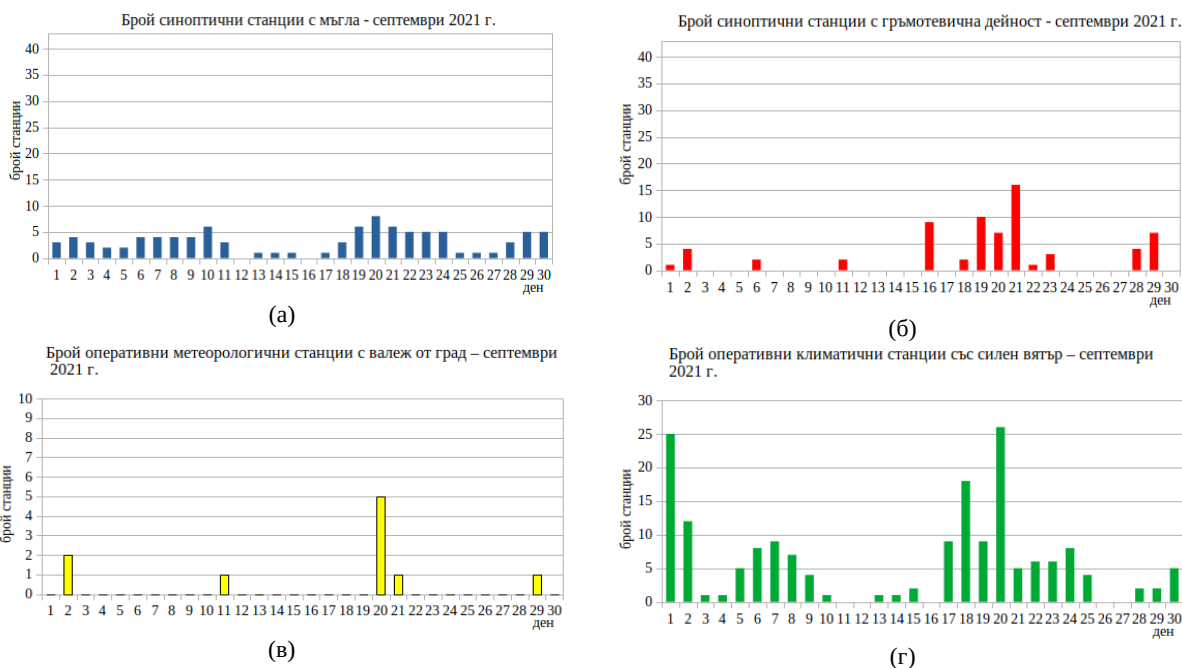 Брой синоптични станции с мъгла - септември 2021 г.
40
35
30
25
20
15
10
5
0
брой станции
1 2 3 4 5 6 7 8 9 10 11 12 13 14 15 16 17 18 19 20 21 22 23 24 25 26 27 28 29 30
ден
(а)
Брой синоптични станции с гръмотевична дейност - септември 2021 г.
40
35
30
25
20
15
10
5
0
брой станции
1 2 3 4 5 6 7 8 9 10 11 12 13 14 15 16 17 18 19 20 21 22 23 24 25 26 27 28 29 30
ден
(б)
Брой оперативни метеорологични станции с валеж от град – септември
2021 г.
10
9
8
7
6
5
4
3
2
1
0
брой станции
1 2 3 4 5 6 7 8 9 10 11 12 13 14 15 16 17 18 19 20 21 22 23 24 25 26 27 28 29 30
ден
(в)
Брой оперативни климатични станции със силен вятър – септември
2021 г.
30
25
20
15
10
5
0
брой станции
1 2 3 4 5 6 7 8 9 10 11 12 13 14 15 16 17 18 19 20 21 22 23 24 25 26 27 28 29 30
ден
(г)